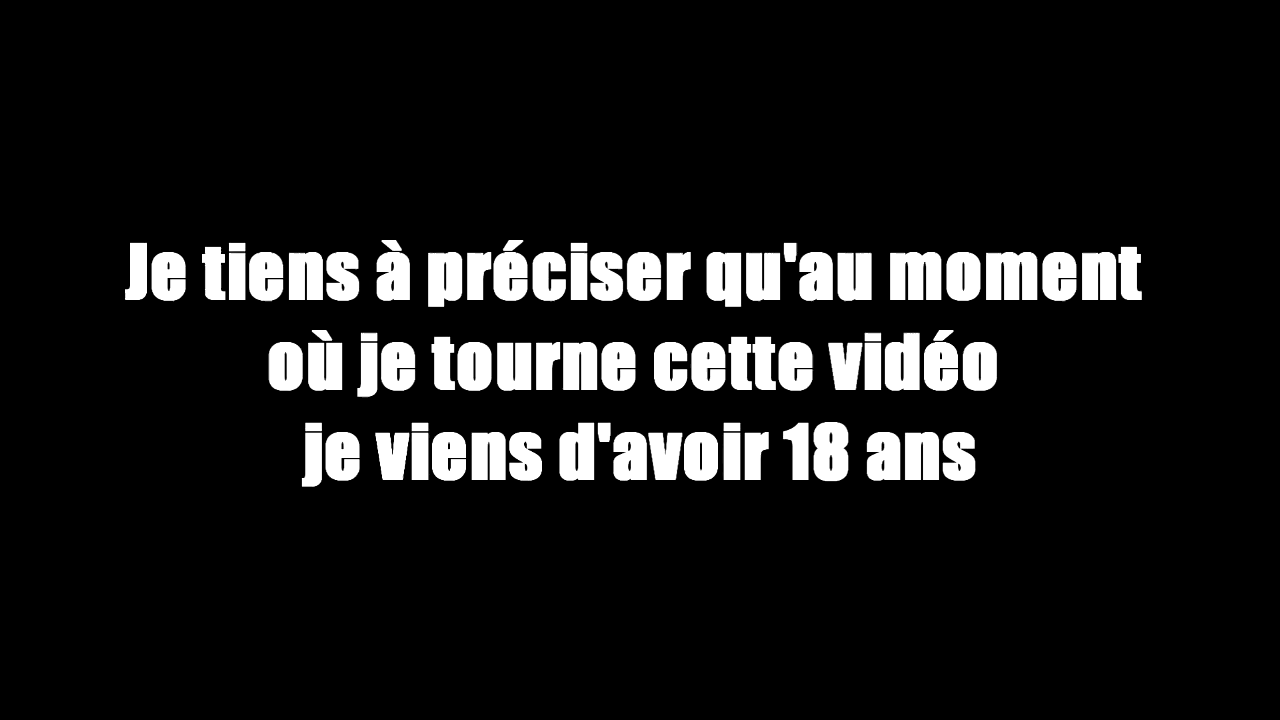 Je tiens à préciser qu'au moment
où je tourne cette vidéo
je viens d'avoir 18 ans